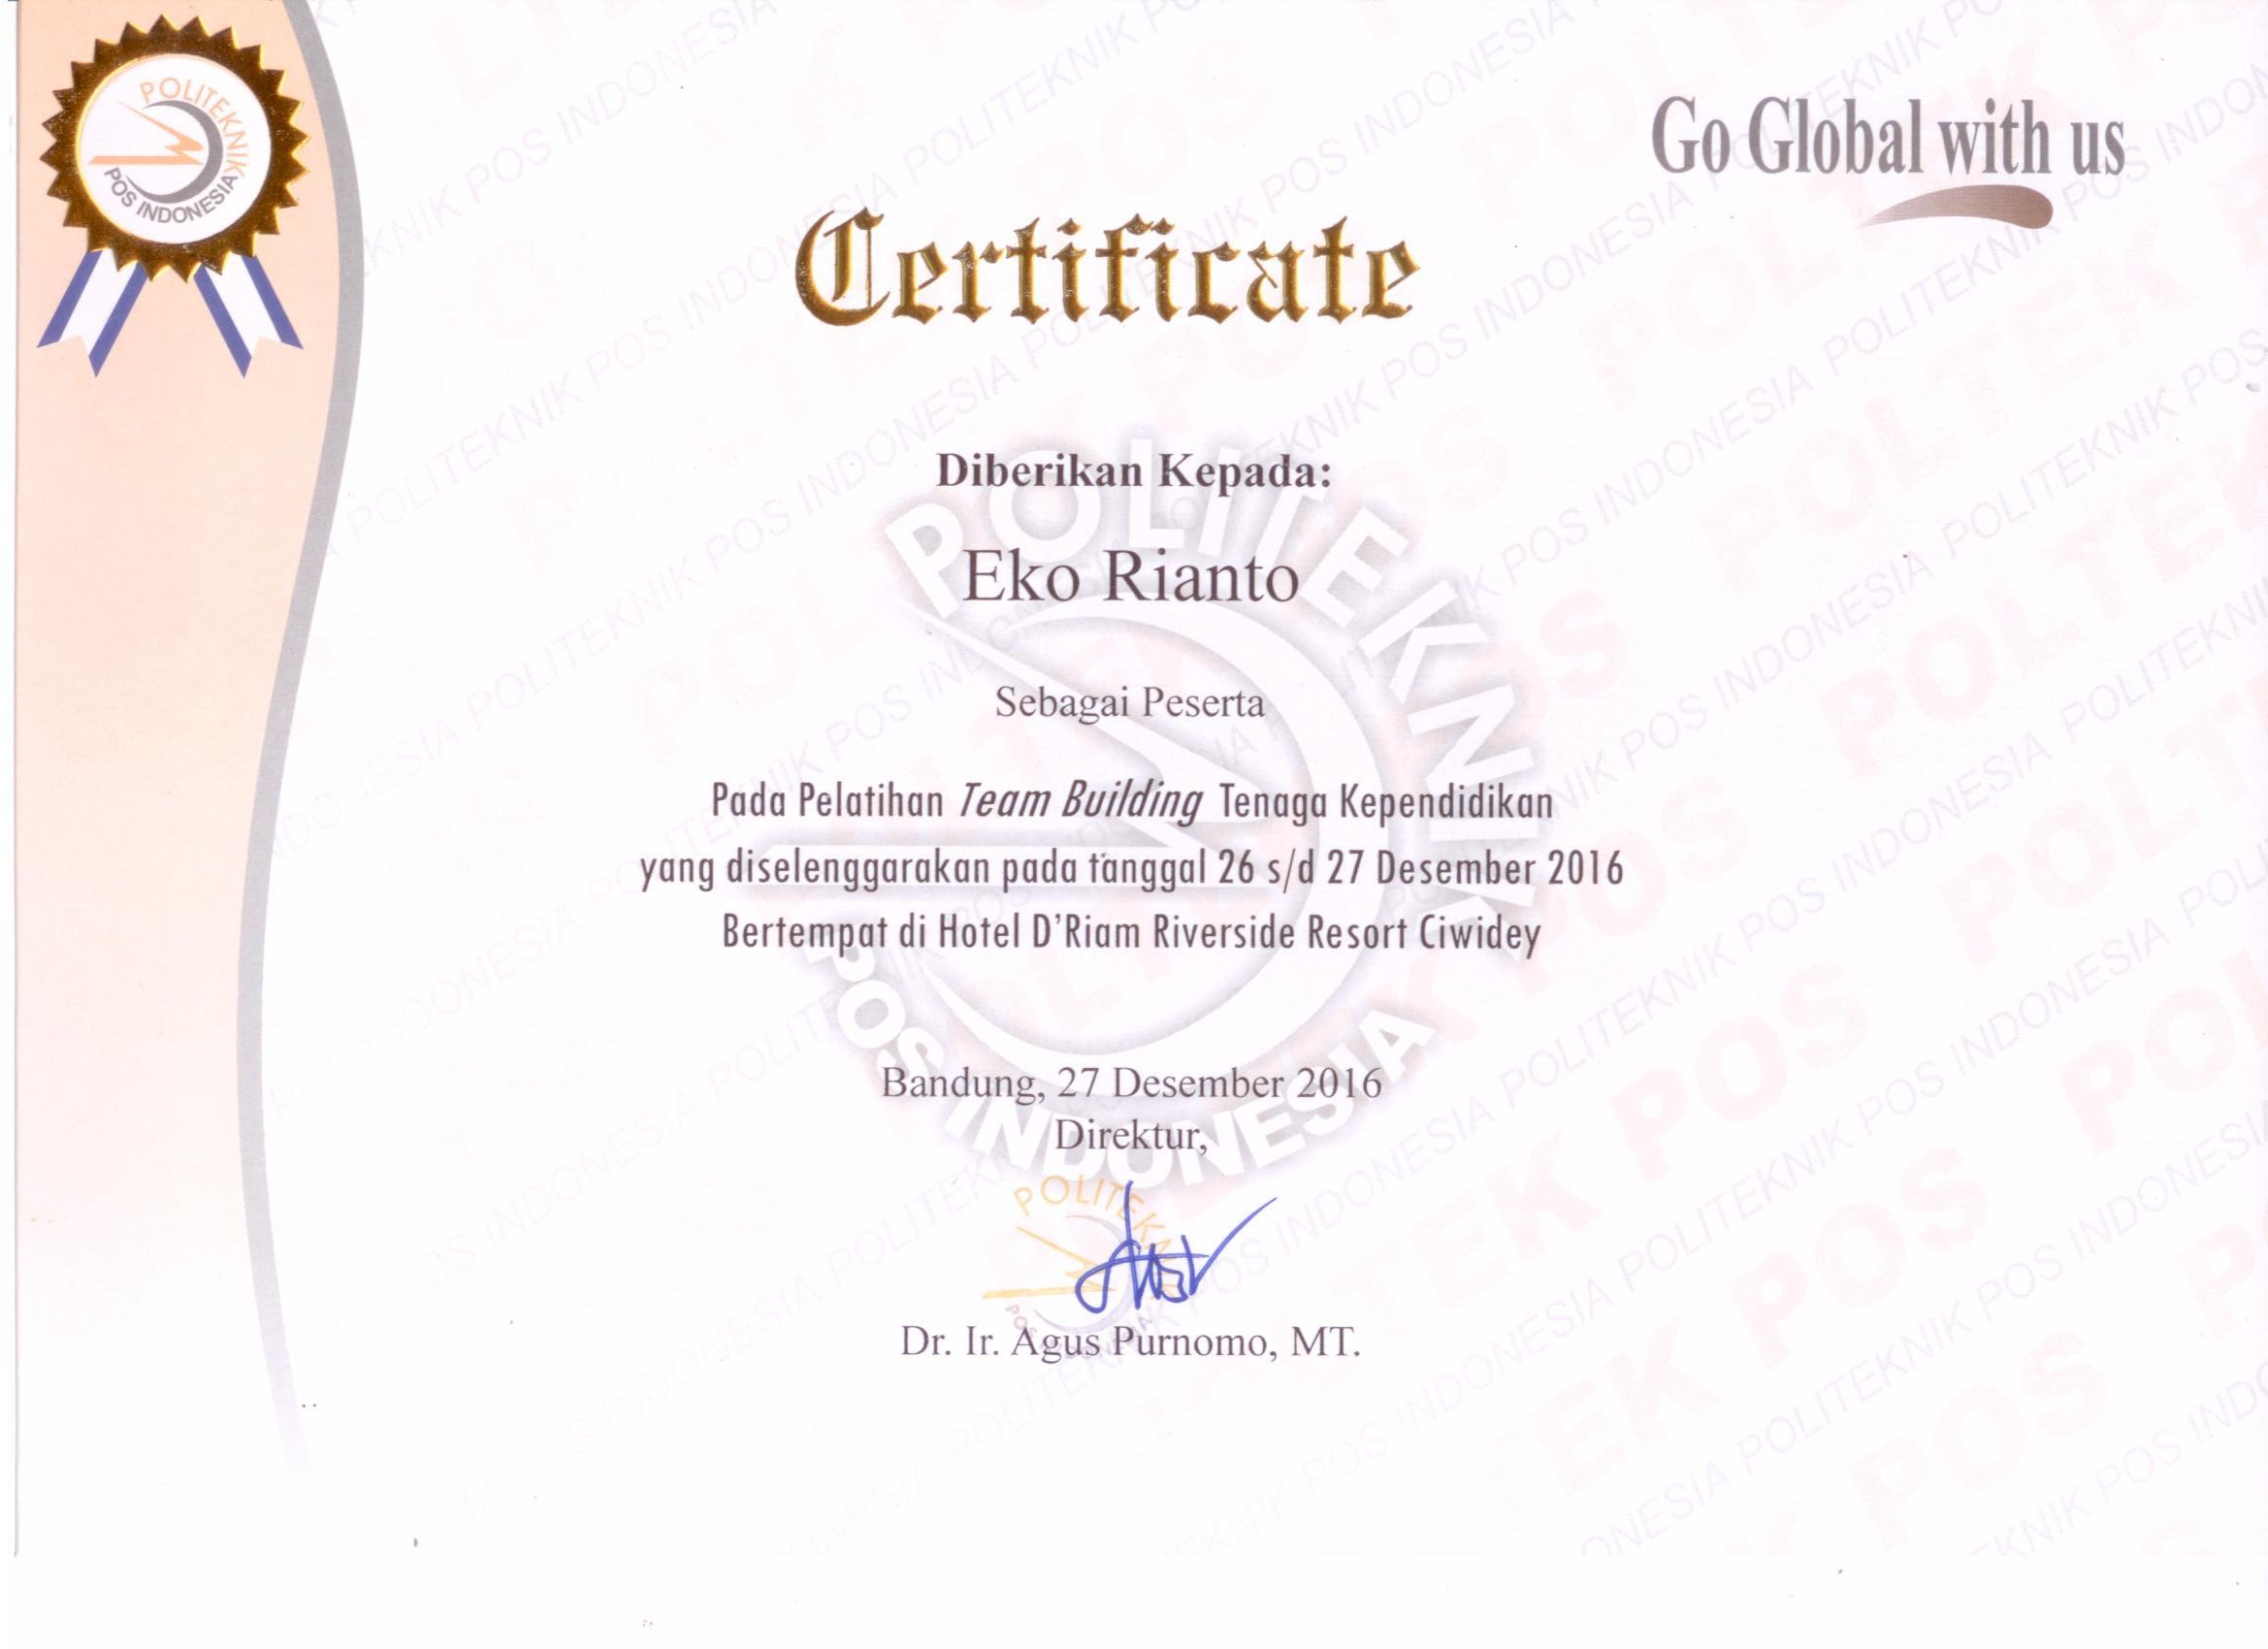 POLITEKNIK
POS INDONESIA
Go Global with us
Certificate
Diberikan Kepada:
Eko Rianto
Sebagai Peserta
Pada Pelatihan Team Building Tenaga Kependidikan
yang diselenggarakan pada tanggal 26 s/d 27 Desember 2016
Bertempat di Hotel D'Riam Riverside Resort Ciwidey
POLITEKNIK
POS INDONESIA
Bandung, 27 Desember 2016
Direktur,
POLITEKNIK
Dr. Ir. Agus Purnomo, MT.